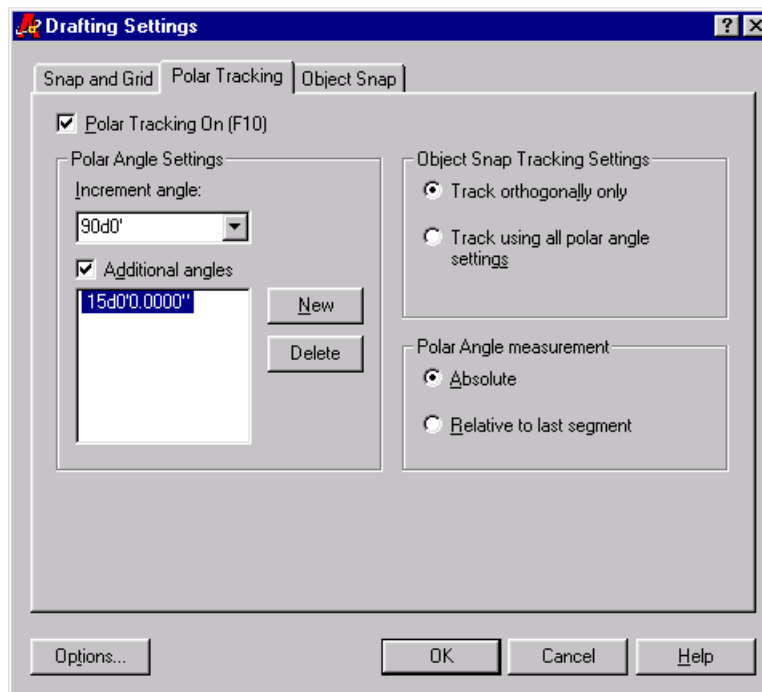 Drafting Settings
Snap and Grid
Polar Tracking
Object Snap
Polar Tracking On (F10)
Polar Angle Settings
Increment angle:
90d0'
Additional angles
15d0'0.0000"
New
Delete
Object Snap Tracking Settings
Track orthogonally only
Track using all polar angle
settings
Polar Angle measurement
Absolute
Relative to last segment
Options...
OK
Cancel
Help